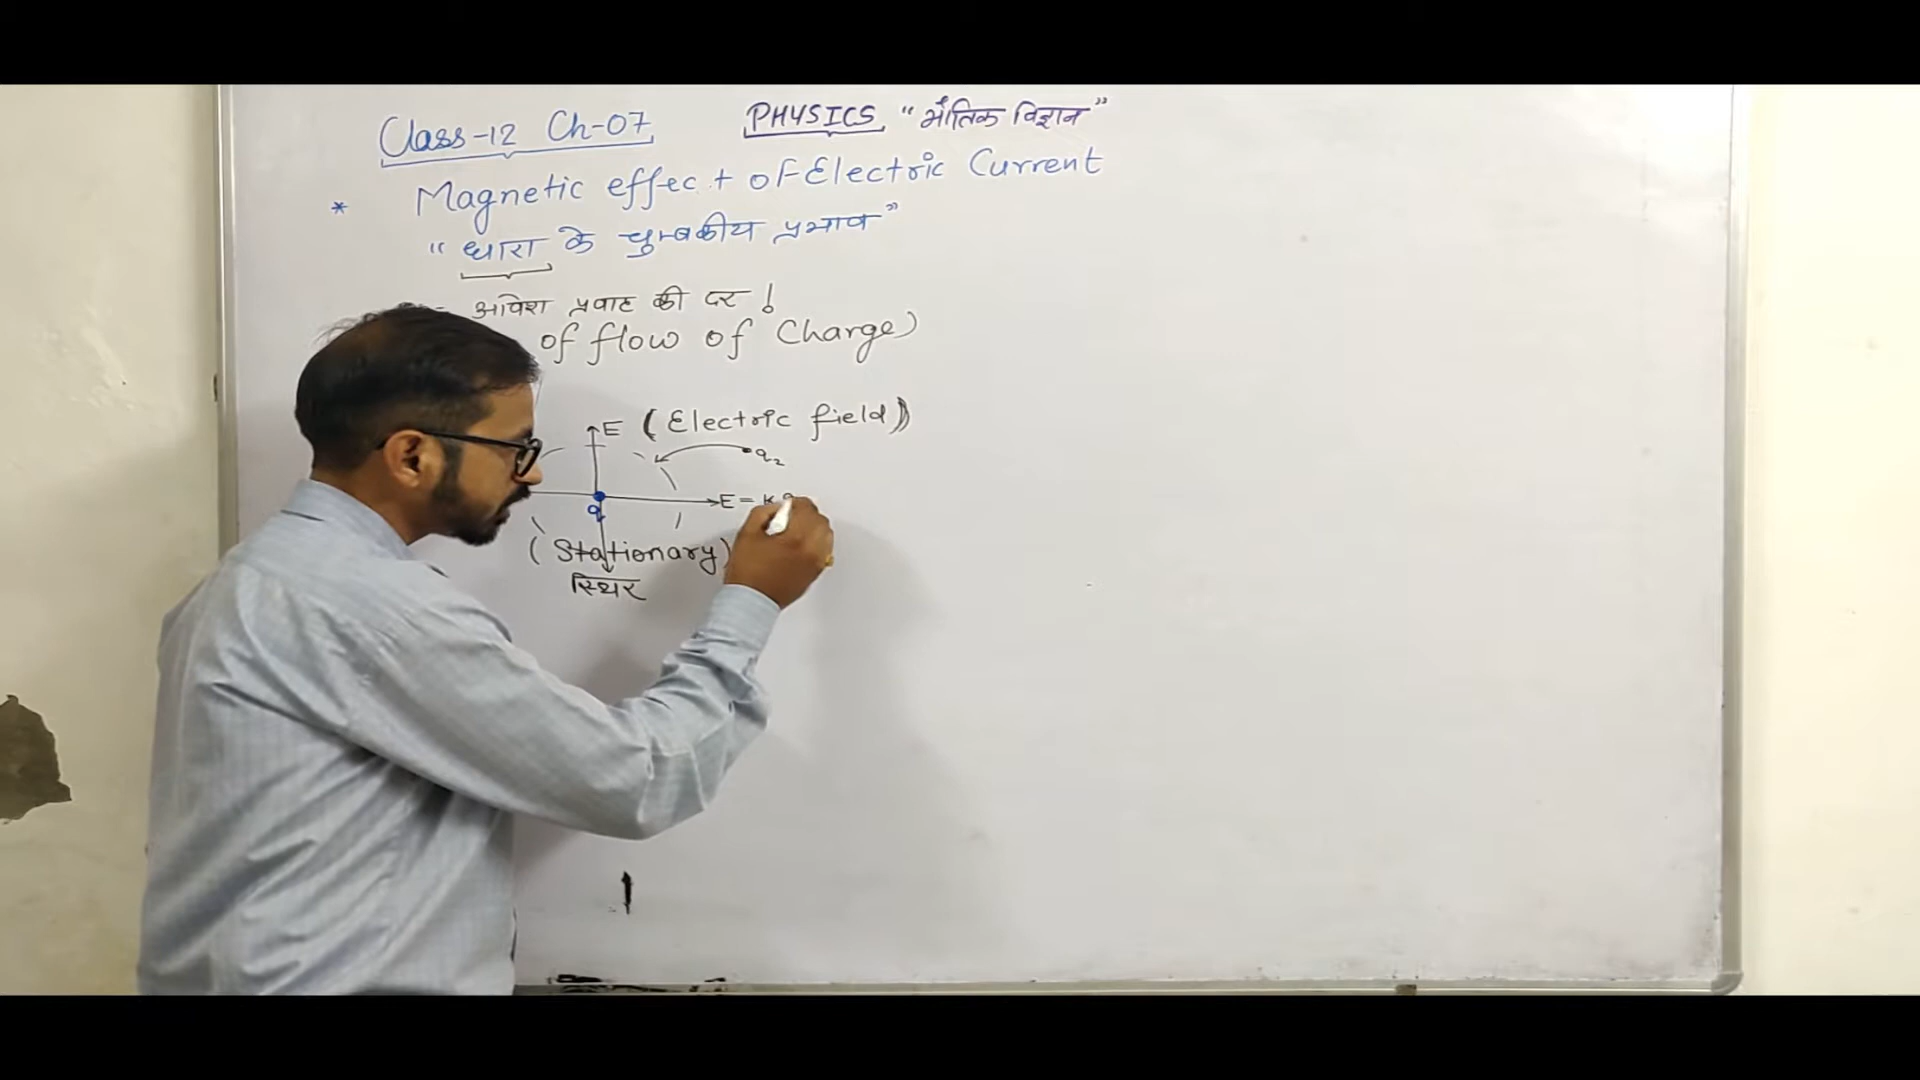 Class-12 Ch-07 PHYSICS "भौतिक विज्ञान"
* Magnetic effect of Electric Current
"धारा के चुम्बकीय प्रभाव"
= आवेश प्रवाह की दर !
of flow of Charge)
E (Electric field)
q2
E = K q
q
(Stationary)
स्थिर